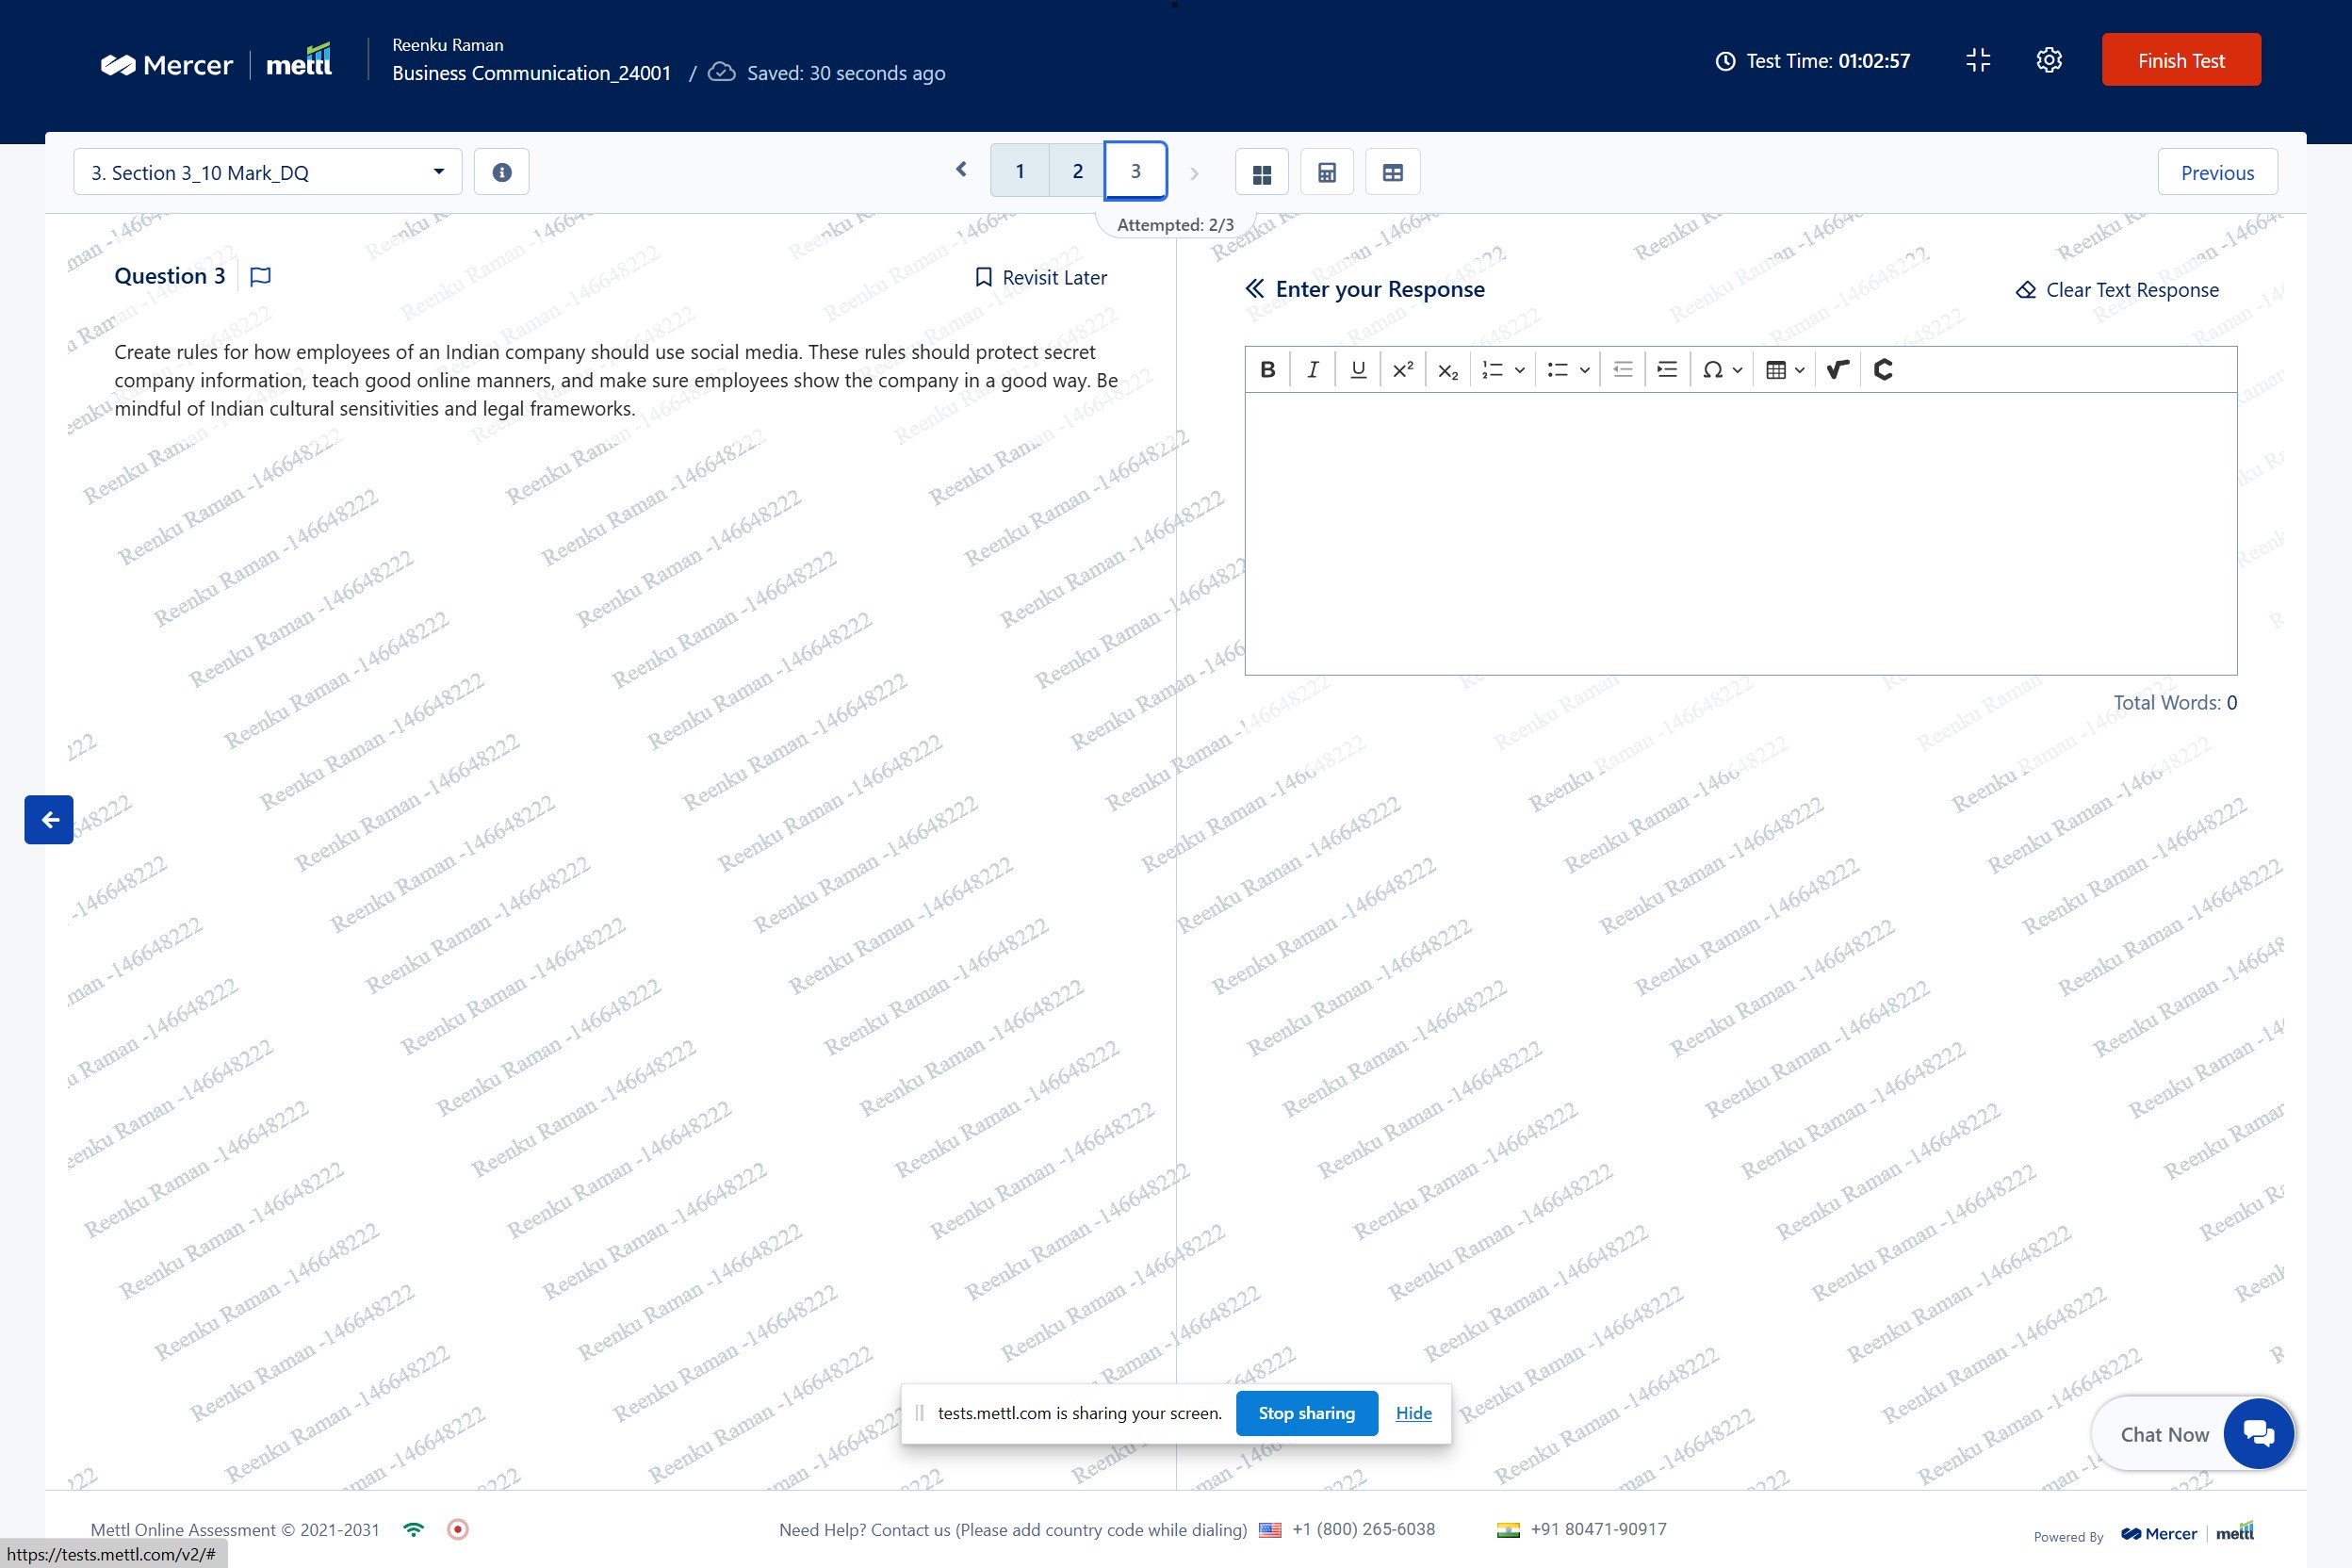 Mercer | mettl
Reenku Raman
Business Communication_24001 / Saved: 30 seconds ago
Test Time: 01:02:57
Finish Test
3. Section 3_10 Mark_DQ
1 2 3
Previous
Attempted: 2/3
Question 3
Revisit Later
Create rules for how employees of an Indian company should use social media. These rules should protect secret
company information, teach good online manners, and make sure employees show the company in a good way. Be
mindful of Indian cultural sensitivities and legal frameworks.
Enter your Response
Clear Text Response
B I U x² x₂ Ω
Total Words: 0
Reenku Raman -146648222
tests.mettl.com is sharing your screen. Stop sharing Hide
Chat Now
Mettl Online Assessment © 2021-2031
Need Help? Contact us (Please add country code while dialing) +1 (800) 265-6038 +91 80471-90917
Powered By Mercer | mettl
https://tests.mettl.com/v2/#